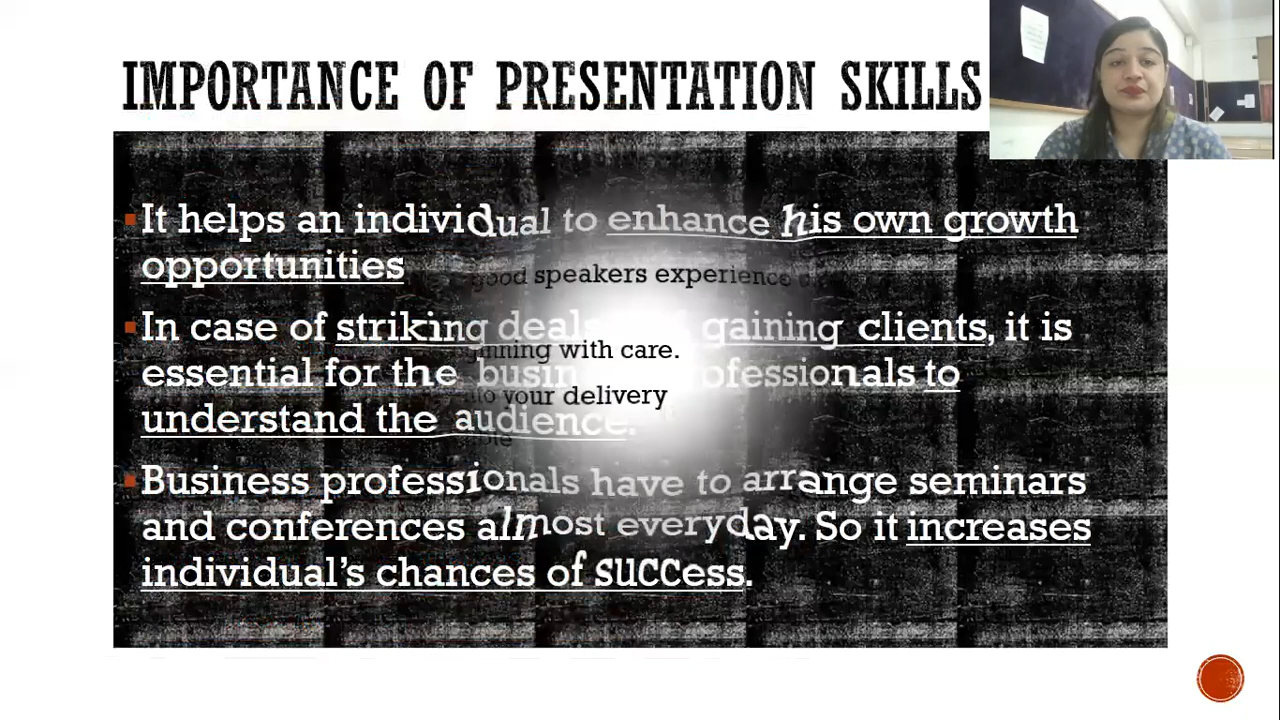 IMPORTANCE OF PRESENTATION SKILLS
It helps an individual to enhance his own growth
opportunities
good speakers experience
In case of striking deals gaining clients, it is
with care.
essential for the to
your delivery
understand the audience.
Business professionals have to arrange seminars
and conferences almost everyday. So it increases
individual's chances of success.